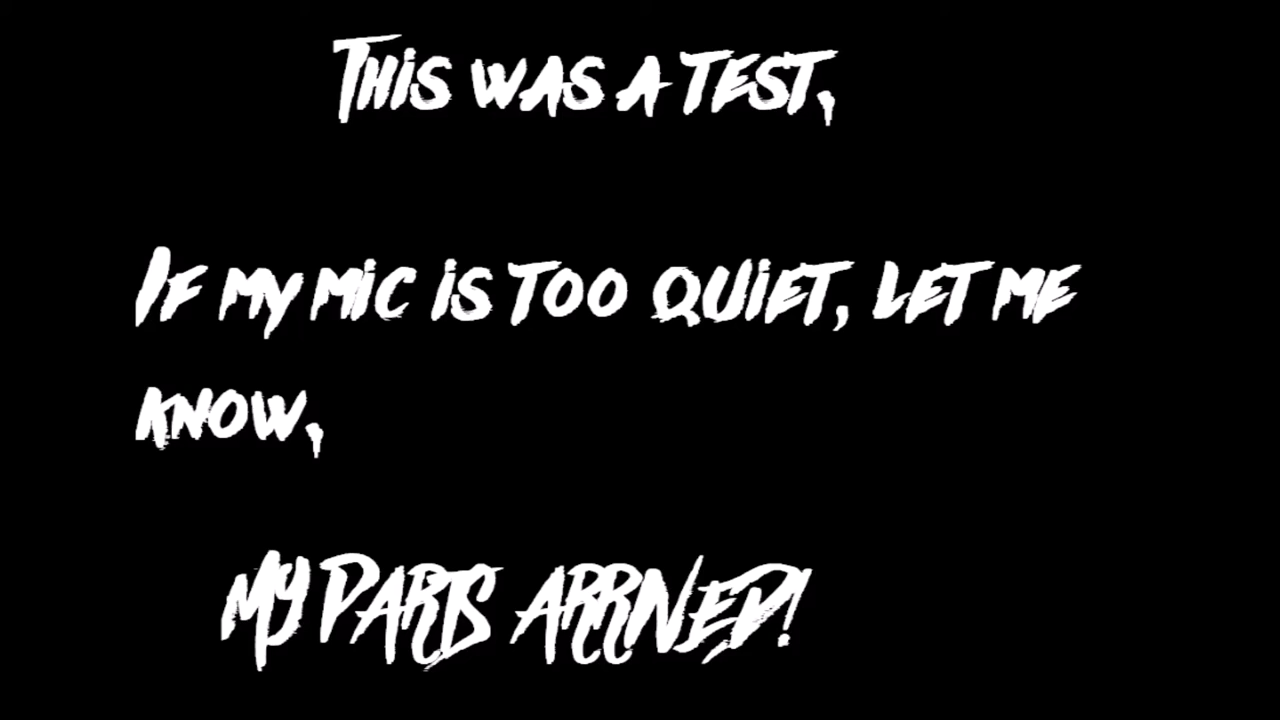 This was a test,
If my mic is too quiet, let me
know,
MY PARTS ARRIVED!